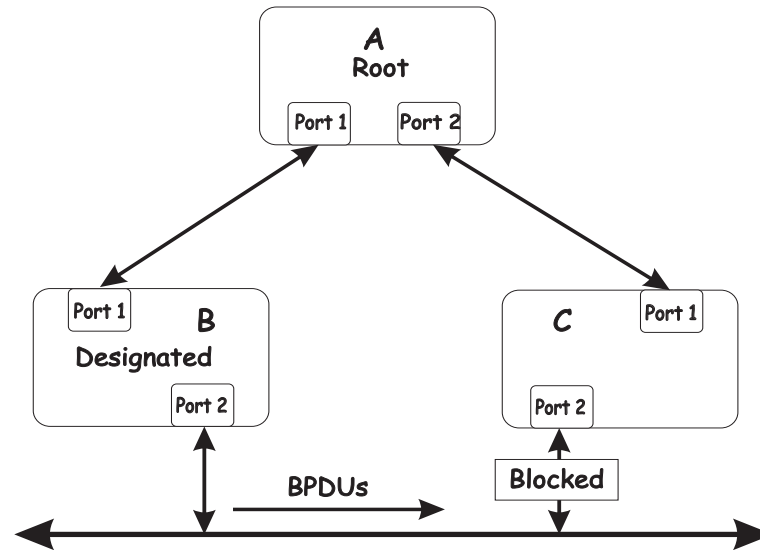 A
Root
Port 1
Port 2
Port 1
B
Designated
Port 2
C
Port 1
Port 2
Blocked
BPDUs